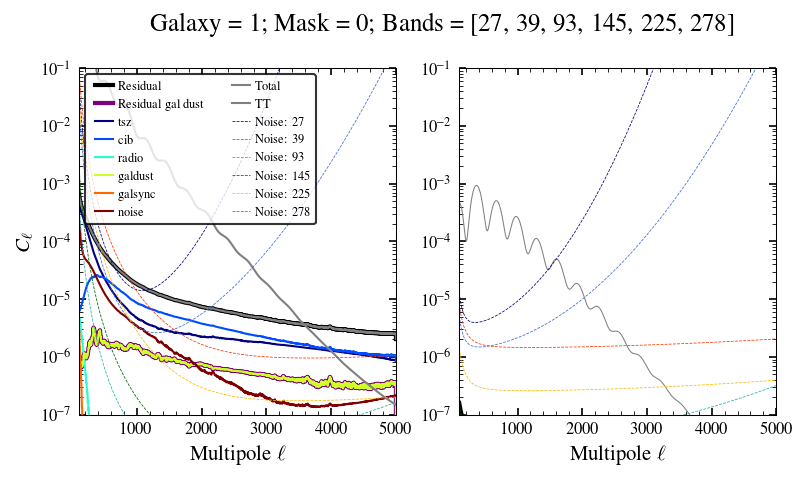 Galaxy = 1; Mask = 0; Bands = [27, 39, 93, 145, 225, 278]
10⁻¹
10⁻²
10⁻³
10⁻⁴
10⁻⁵
10⁻⁶
10⁻⁷
C_ℓ
Residual
Residual gal dust
tsz
cib
radio
galdust
galsync
noise
Total
TT
Noise: 27
Noise: 39
Noise: 93
Noise: 145
Noise: 225
Noise: 278
1000 2000 3000 4000 5000
Multipole ℓ
10⁻¹
10⁻²
10⁻³
10⁻⁴
10⁻⁵
10⁻⁶
10⁻⁷
1000 2000 3000 4000 5000
Multipole ℓ